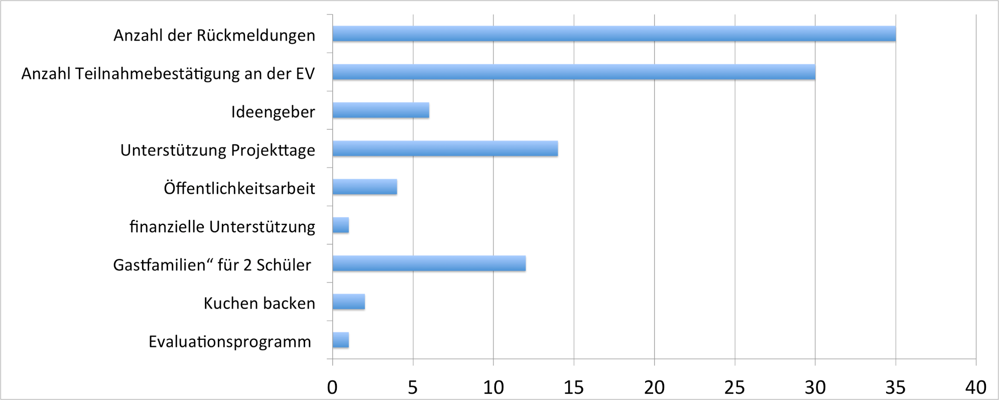 Anzahl der Rückmeldungen
Anzahl Teilnahmebestätigung an der EV
Ideengeber
Unterstützung Projekttage
Öffentlichkeitsarbeit
finanzielle Unterstützung
Gastfamilien“ für 2 Schüler
Kuchen backen
Evaluationsprogramm
0 5 10 15 20 25 30 35 40